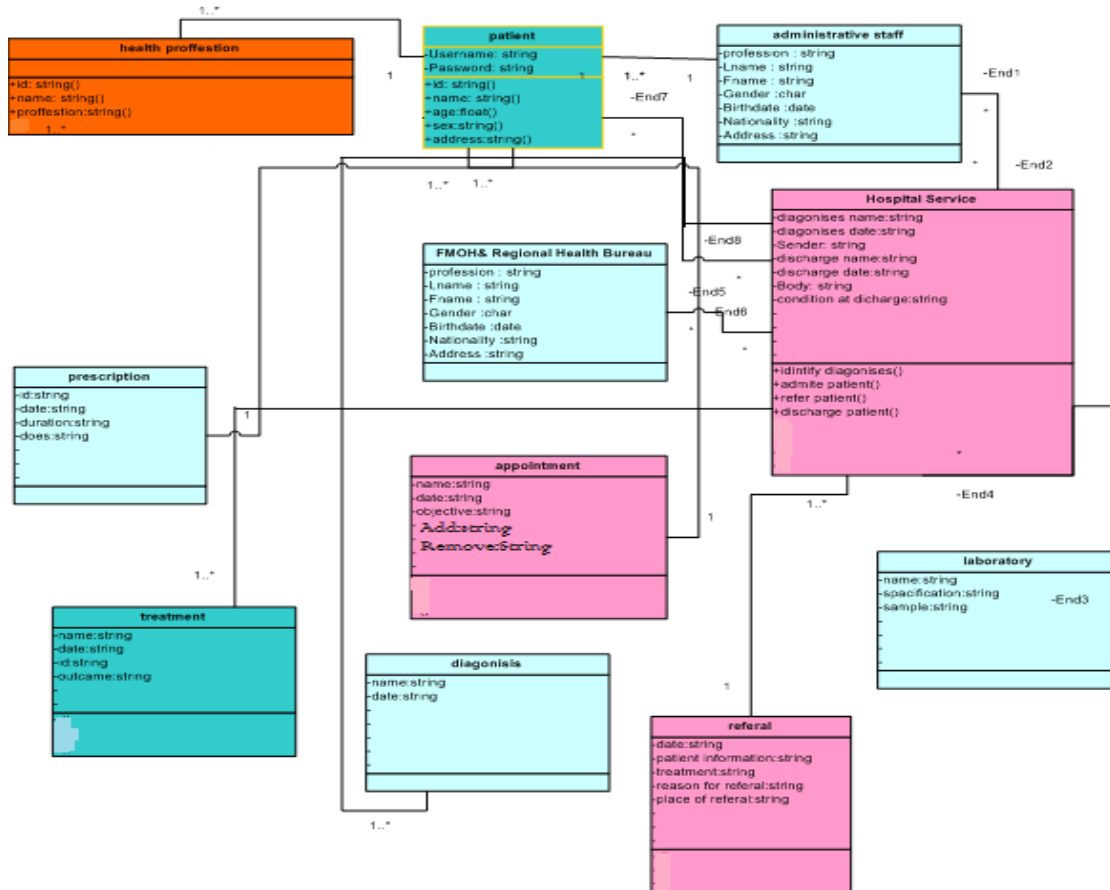 1..*
health proffestion
+id: string()
+name: string()
+proffestion:string()
1..*
1
patient
-Username: string
-Password: string
1
+id: string()
+name: string()
+age:float()
+sex:string()
+address:string()
1..*
1
-End7
*
1..*
1..*
administrative staff
-profession : string
-Lname : string
-Fname : string
-Gender :char
-Birthdate :date
-Nationality :string
-Address :string
-End1
*
*
-End2
Hospital Service
-diagonises name:string
-diagonises date:string
-Sender: string
-discharge name:string
-discharge date:string
-Body: string
-condition at dicharge:string
+idintify diagonises()
+admite patient()
+refer patient()
+discharge patient()
*
-End8
*
-End5
-End6
*
*
FMOH& Regional Health Bureau
-profession : string
-Lname : string
-Fname : string
-Gender :char
-Birthdate :date
-Nationality :string
-Address :string
prescription
-id:string
-date:string
-duration:string
-does:string
1
appointment
-name:string
-date:string
-objective:string
Add:string
Remove:String
1
1..*
-End4
laboratory
-name:string
-spacification:string
-sample:string
-End3
1..*
treatment
-name:string
-date:string
-id:string
-outcame:string
diagonisis
name:string
date:string
1..*
1
referal
-date:string
-patient information:string
-treatment:string
-reason for referal:string
-place of referal:string